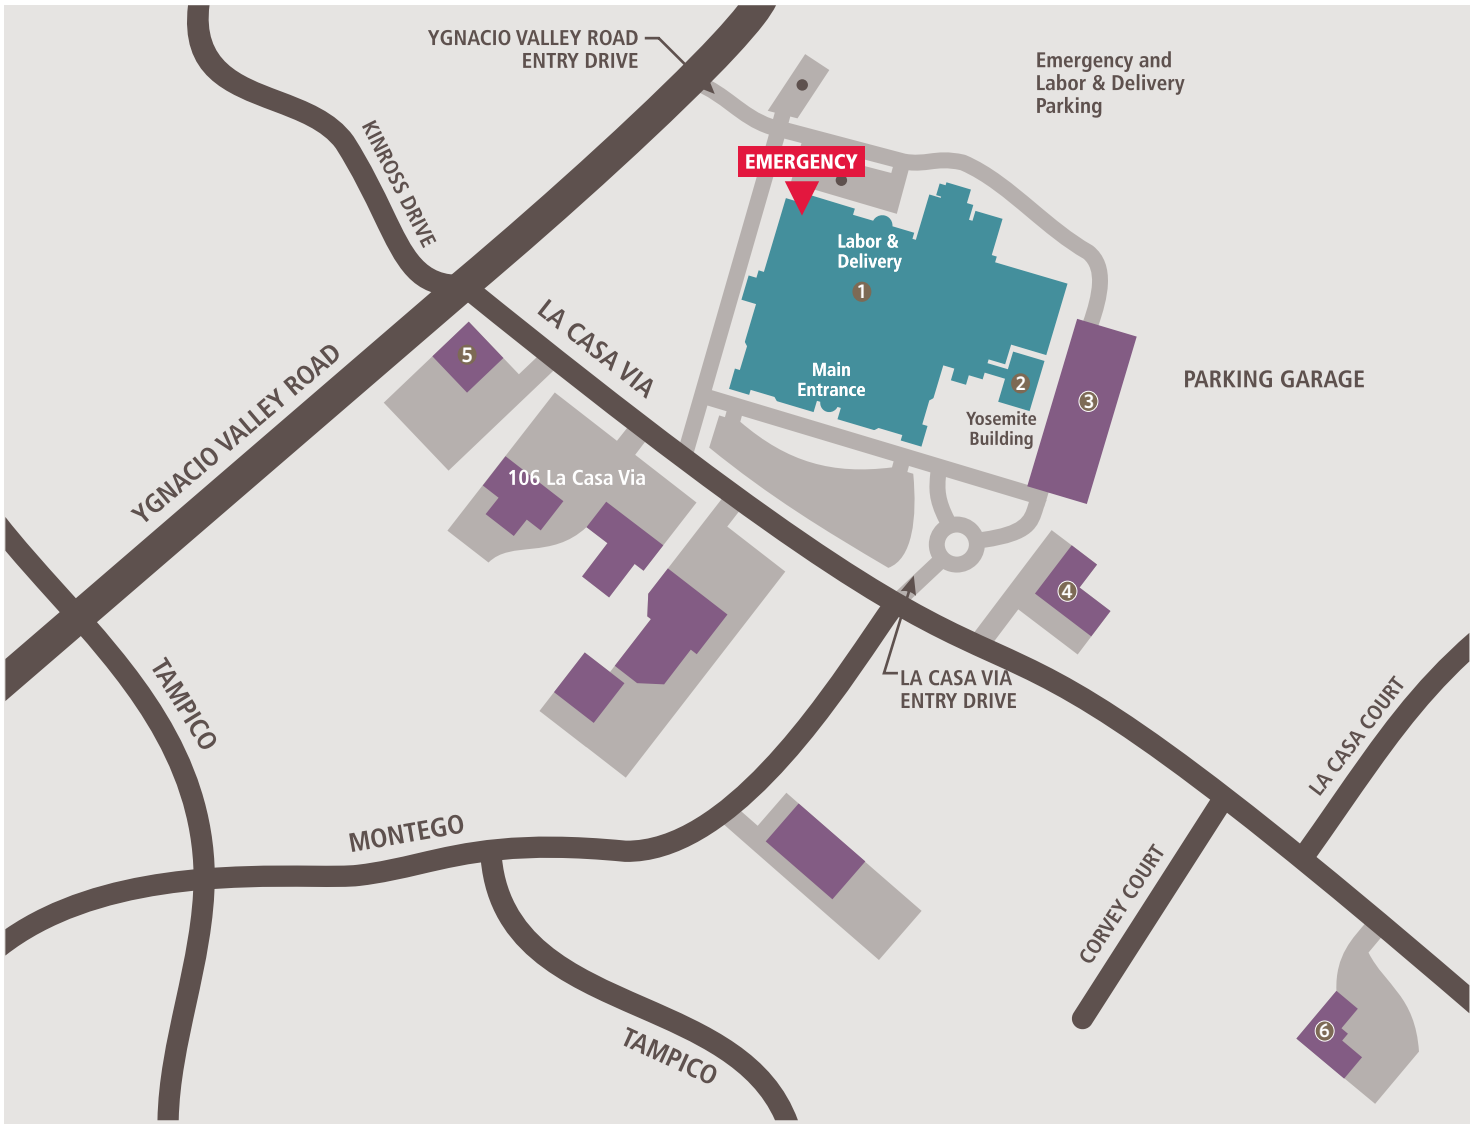 YGNACIO VALLEY ROAD
ENTRY DRIVE
Emergency and
Labor & Delivery
Parking
KINROSS DRIVE
EMERGENCY
Labor &
Delivery
1
LA CASA VIA
5
YGNACIO VALLEY ROAD
Main
Entrance
2
3
PARKING GARAGE
Yosemite
Building
106 La Casa Via
4
LA CASA VIA
ENTRY DRIVE
TAMPICO
LA CASA COURT
MONTEGO
CORVEY COURT
TAMPICO
6